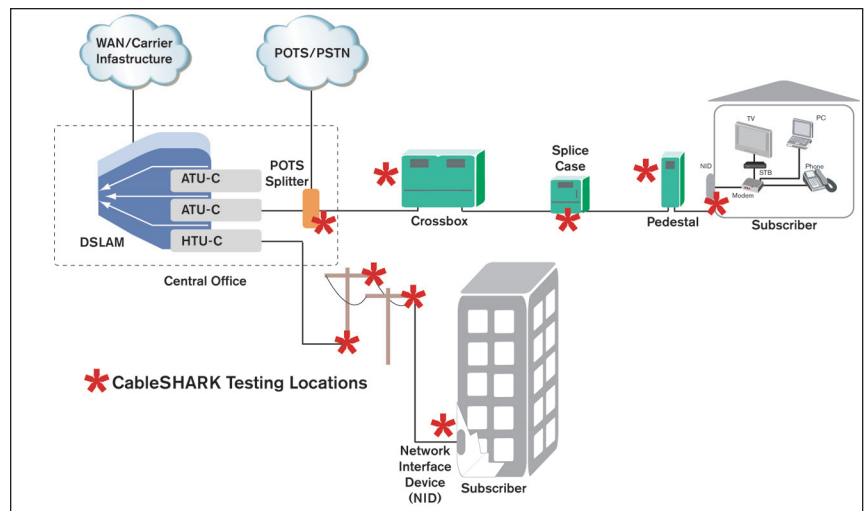 WAN/Carrier
Infastructure
POTS/PSTN
ATU-C
ATU-C
HTU-C
DSLAM
POTS
Splitter
Central Office
Crossbox
Splice
Case
Pedestal
NID
TV
PC
STB
Phone
Modem
Subscriber
CableSHARK Testing Locations
Network
Interface
Device
(NID)
Subscriber